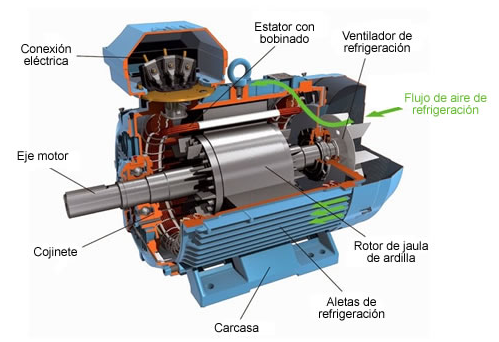 Estator con
bobinado
Ventilador de
refrigeración
Conexión
eléctrica
Flujo de aire de
refrigeración
Eje motor
Cojinete
Rotor de jaula
de ardilla
Aletas de
refrigeración
Carcasa